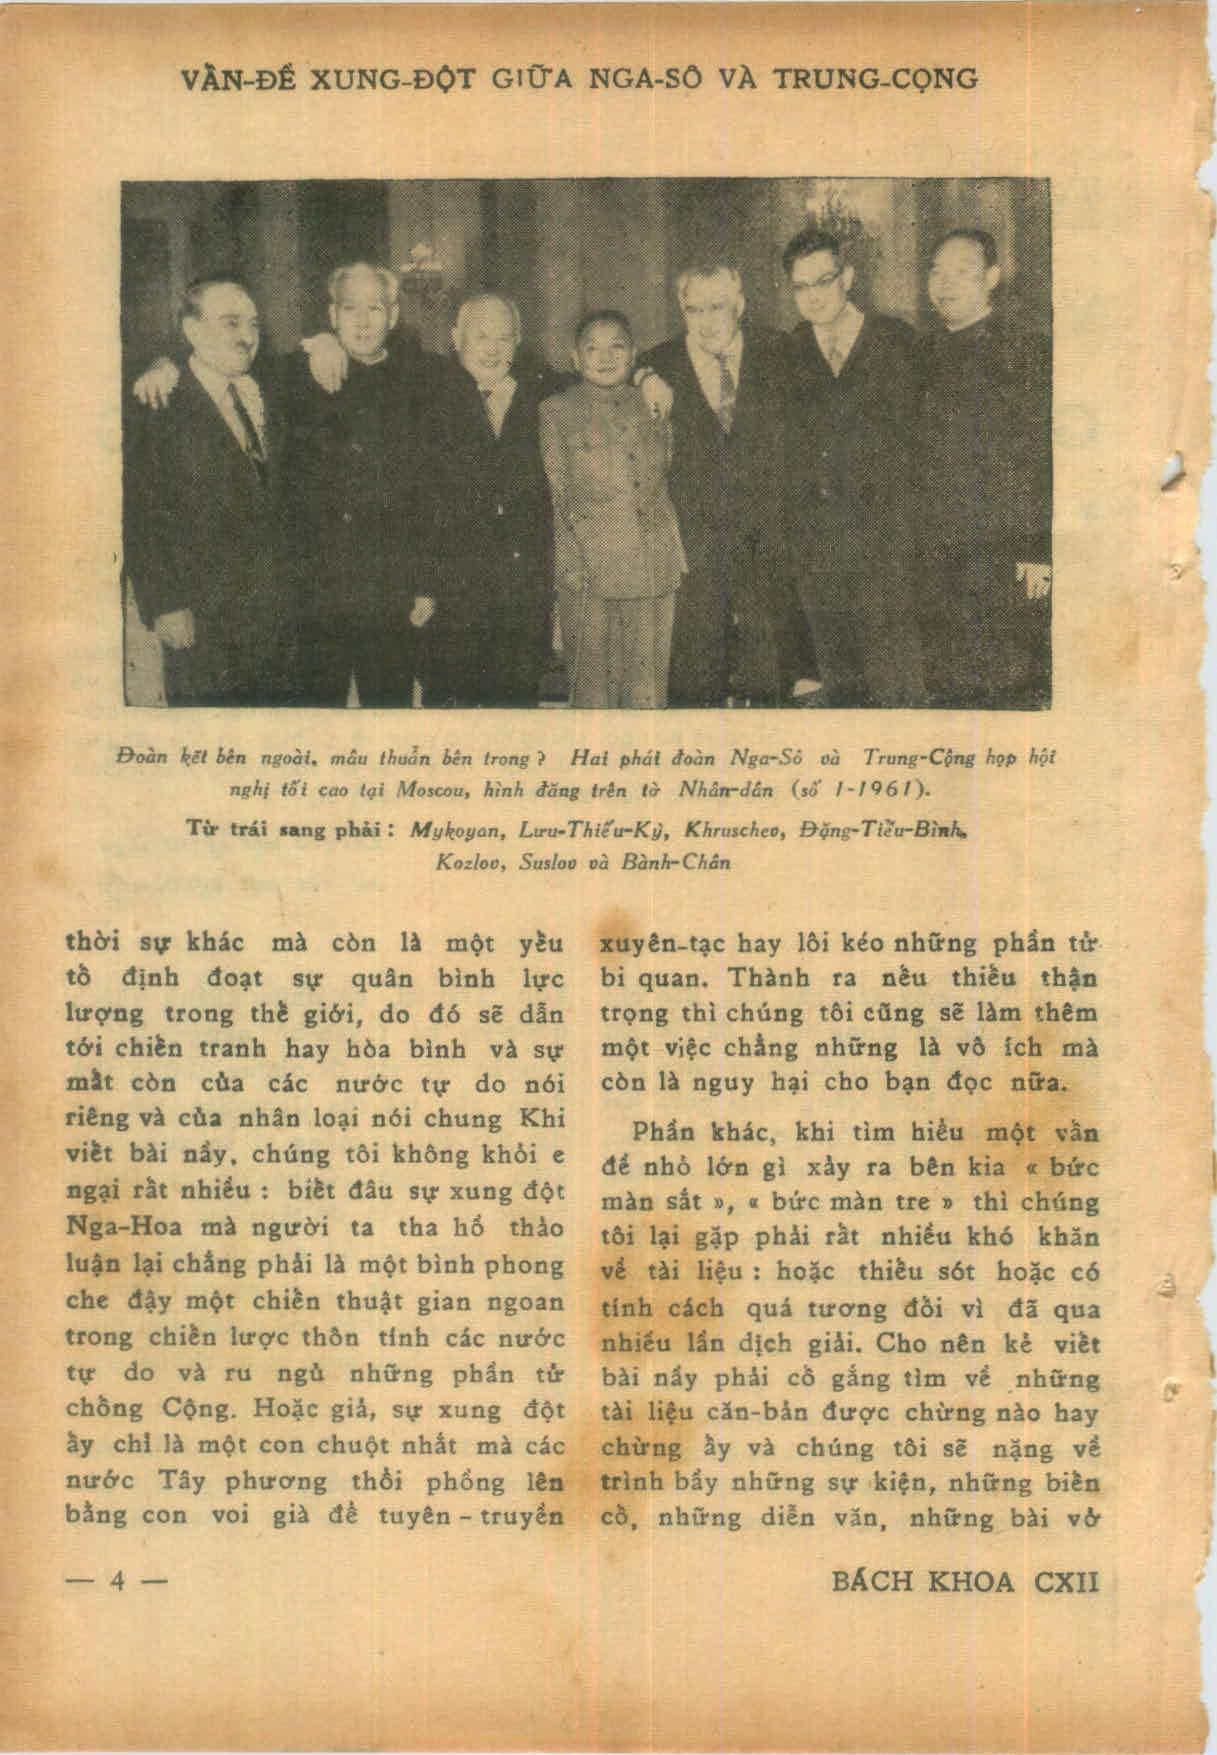 VẤN-ĐỀ XUNG-ĐỘT GIỮA NGA-SÔ VÀ TRUNG-CỌNG
Đoàn kết bên ngoài, mâu thuẫn bên trong ? Hai phái đoàn Nga-Sô và Trung-Cộng họp hội
nghị tối cao tại Moscou, hình đăng trên tờ Nhân-dân (số 1-1961).
Từ trái sang phải : Mykoyan, Lưu-Thiếu-Kỳ, Khruschev, Đặng-Tiểu-Bình,
Kozlov, Suslov và Bành-Chân
thời sự khác mà còn là một yếu
tố định đoạt sự quân bình lực
lượng trong thế giới, do đó sẽ dẫn
tới chiến tranh hay hòa bình và sự
mất còn của các nước tự do nói
riêng và của nhân loại nói chung Khi
viết bài nầy, chúng tôi không khỏi e
ngại rất nhiều : biết đâu sự xung đột
Nga-Hoa mà người ta tha hồ thảo
luận lại chẳng phải là một bình phong
che đậy một chiến thuật gian ngoan
trong chiến lược thôn tính các nước
tự do và ru ngủ những phần tử
chống Cộng. Hoặc giả, sự xung đột
ấy chỉ là một con chuột nhắt mà các
nước Tây phương thổi phồng lên
bằng con voi già để tuyên - truyền
xuyên-tạc hay lôi kéo những phần tử
bi quan. Thành ra nếu thiếu thận
trọng thì chúng tôi cũng sẽ làm thêm
một việc chẳng những là vô ích mà
còn là nguy hại cho bạn đọc nữa.
Phần khác, khi tìm hiểu một vấn
đề nhỏ lớn gì xảy ra bên kia « bức
màn sắt », « bức màn tre » thì chúng
tôi lại gặp phải rất nhiều khó khăn
về tài liệu : hoặc thiếu sót hoặc có
tính cách quá tương đối vì đã qua
nhiều lần dịch giải. Cho nên kẻ viết
bài nầy phải cố gắng tìm về những
tài liệu căn-bản được chừng nào hay
chừng ấy và chúng tôi sẽ nặng về
trình bầy những sự kiện, những biến
cố, những diễn văn, những bài vở
— 4 —
BÁCH KHOA CXII